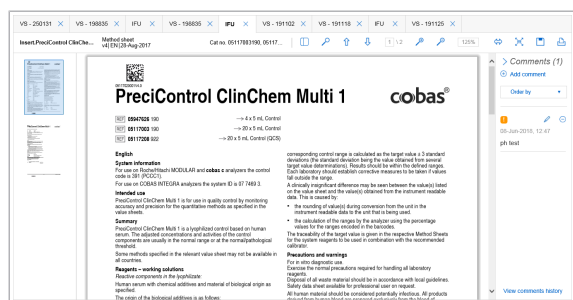 VS - 250131 × VS - 198835 × IFU × VS - 198835 × IFU × VS - 191102 × VS - 191118 × IFU × VS - 191125 ×
Insert.PreciControl ClinChe... Method sheet
v4| EN |28-Aug-2017 Cat no. 05117003190, 05117... 1 \ 2 125%
PreciControl ClinChem Multi 1
cobas®
REF 05947626 190 → 4 x 5 mL Control
REF 05117003 190 → 20 x 5 mL Control
REF 05117208 922 → 20 x 5 mL Control (QCS)
English
System information
For use on Roche/Hitachi MODULAR and cobas c analyzers the control
code is 391 (PCCC1).
For use on COBAS INTEGRA analyzers the system ID is 07 7469 3.
Intended use
PreciControl ClinChem Multi 1 is for use in quality control by monitoring
accuracy and precision for the quantitative methods as specified in the
value sheets.
Summary
PreciControl ClinChem Multi 1 is a lyophilized control based on human
serum. The adjusted concentrations and activities of the control
components are usually in the normal range or at the normal/pathological
threshold.
Some methods specified in the relevant value sheet may not be available in
all countries.
Reagents – working solutions
Reactive components in the lyophilizate:
Human serum with chemical additives and material of biological origin as
specified.
The origin of the biological additives is as follows:
corresponding control range is calculated as the target value ± 3 standard
deviations (the standard deviation being the value obtained from several
target value determinations). Results should be within the defined ranges.
Each laboratory should establish corrective measures to be taken if values
fall outside the range.
A clinically insignificant difference may be seen between the value(s) listed
on the value sheet and the value(s) obtained from the instrument readable
data. This is caused by:
• the rounding of value(s) during conversion from the unit in the
instrument readable data to the unit that is being used.
• the calculation of the ranges by the analyzer using the percentage
values for the ranges encoded in the barcodes.
The traceability of the target value is given in the respective Method Sheets
for the system reagents to be used in combination with the recommended
calibrator.
Precautions and warnings
For in vitro diagnostic use
Exercise the normal precautions required for handling all laboratory
reagents.
Disposal of all waste material should be in accordance with local guidelines.
Safety data sheet available for professional user on request.
All human material should be considered potentially infectious. All products
derived from human blood are prepared exclusively from the blood of
Comments (1)
Add comment
Order by
08-Jun-2018, 12:47
ph test
View comments history